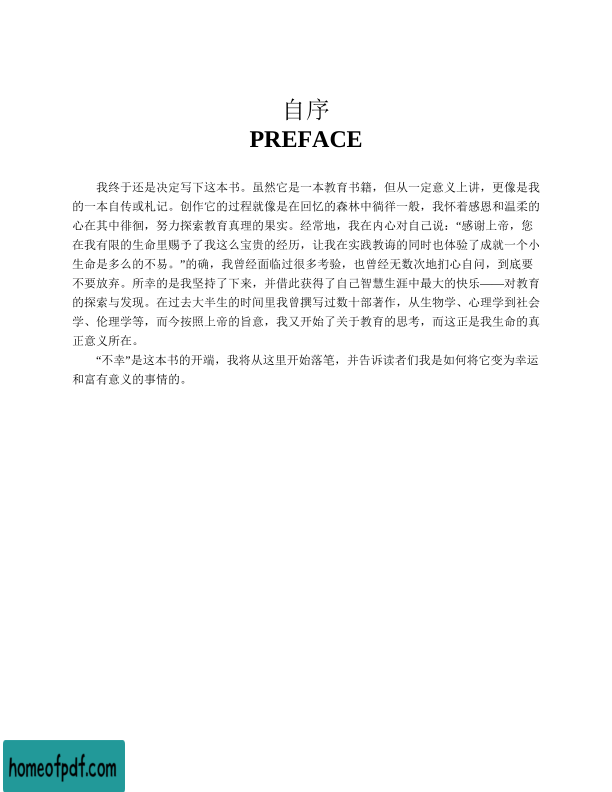 自序
PREFACE
我终于还是决定写下这本书。虽然它是一本教育书籍，但从一定意义上讲，更像是我
的一本自传或札记。创作它的过程就像是在回忆的森林中徜徉一般，我怀着感恩和温柔的
心在其中徘徊，努力探索教育真理的果实。经常地，我在内心对自己说：“感谢上帝，您
在我有限的生命里赐予了我这么宝贵的经历，让我在实践教诲的同时也体验了成就一个小
生命是多么的不易。”的确，我曾经面临过很多考验，也曾经无数次地扪心自问，到底要
不要放弃。所幸的是我坚持了下来，并借此获得了自己智慧生涯中最大的快乐——对教育
的探索与发现。在过去大半生的时间里我曾撰写过数十部著作，从生物学、心理学到社会
学、伦理学等，而今按照上帝的旨意，我又开始了关于教育的思考，而这正是我生命的真
正意义所在。
“不幸”是这本书的开端，我将从这里开始落笔，并告诉读者们我是如何将它变为幸运
和富有意义的事情的。
homeofpdf.com